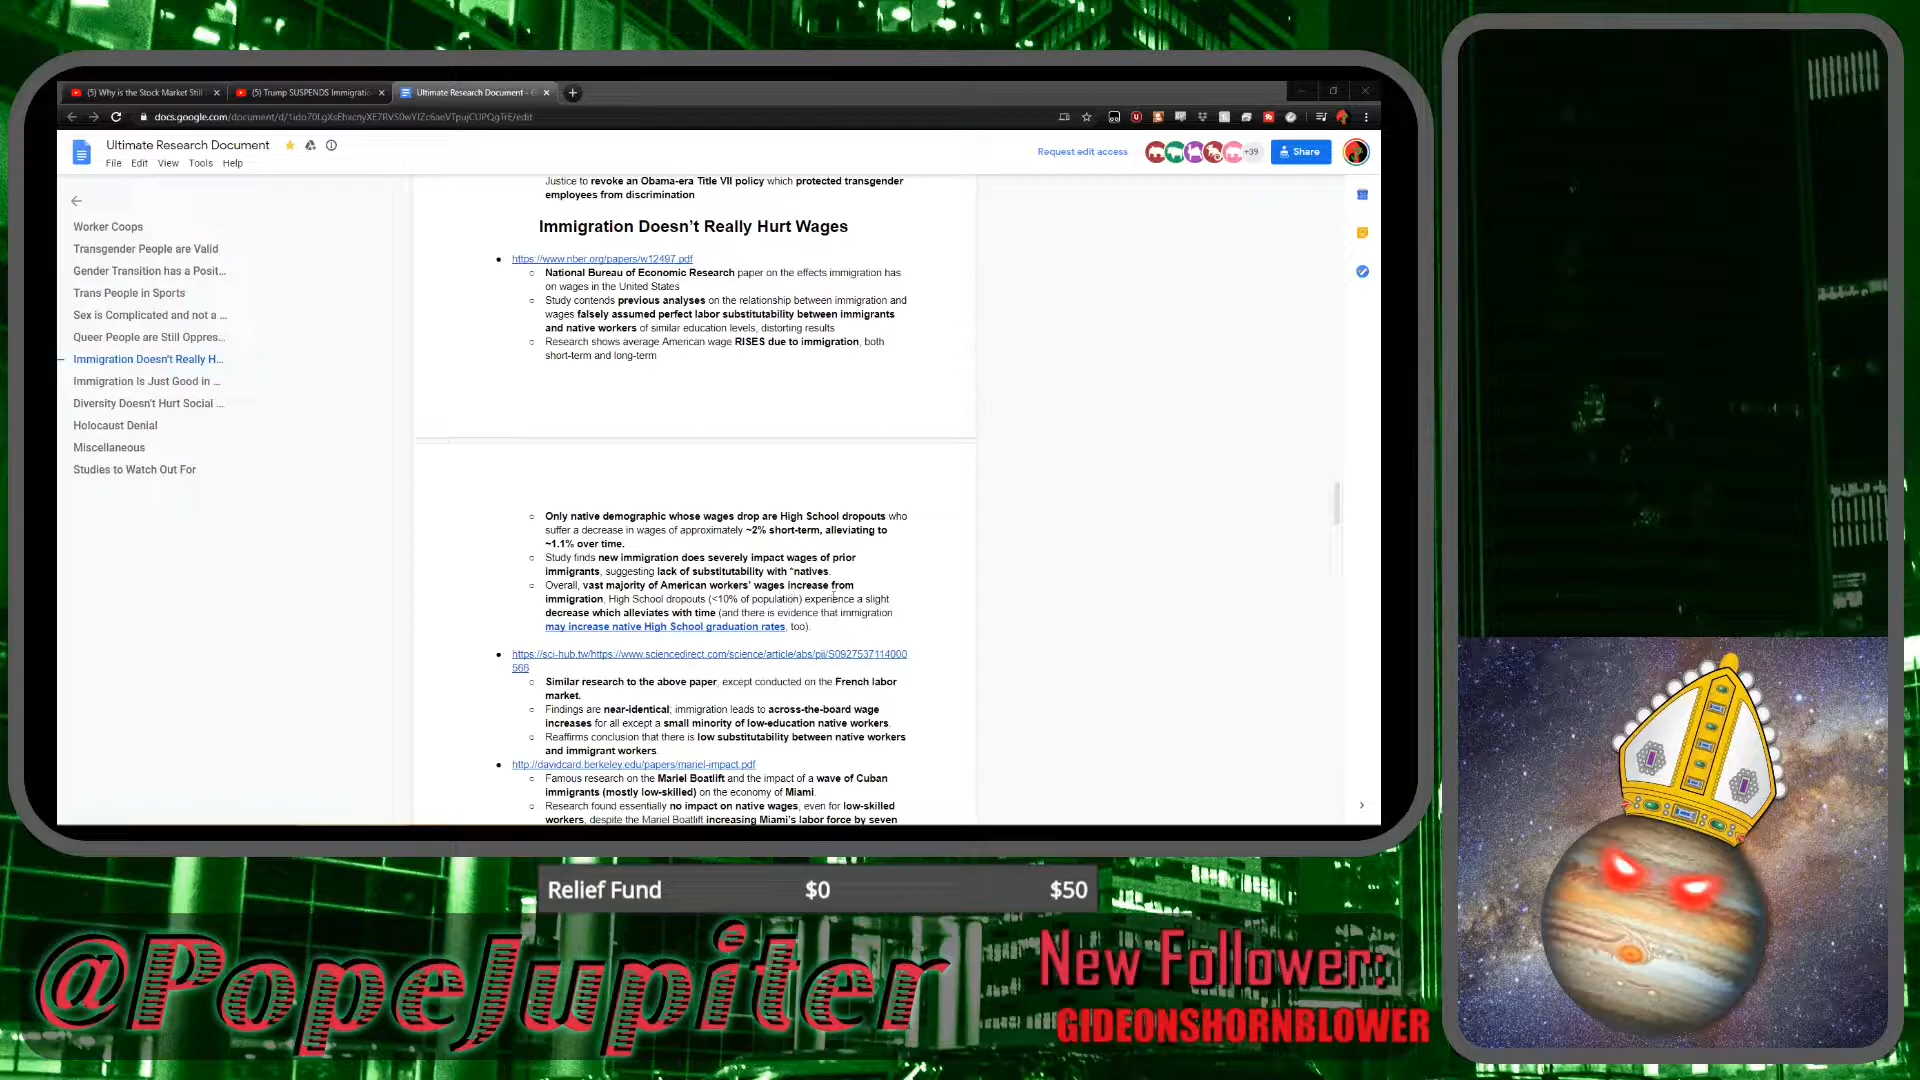 (5) Why is the Stock Market Still
(5) Trump SUSPENDS Immigratio
Ultimate Research Document - G
docs.google.com/document/d/
Ultimate Research Document
File Edit View Tools Help
Request edit access
+39
Share
Worker Coops
Transgender People are Valid
Gender Transition has a Posit...
Trans People in Sports
Sex is Complicated and not a ...
Queer People are Still Oppres...
Immigration Doesn't Really H...
Immigration Is Just Good in ...
Diversity Doesn't Hurt Social ...
Holocaust Denial
Miscellaneous
Studies to Watch Out For
Justice to revoke an Obama-era Title VII policy which protected transgender
employees from discrimination
Immigration Doesn't Really Hurt Wages
https://www.nber.org/papers/w12497.pdf
National Bureau of Economic Research paper on the effects immigration has
on wages in the United States
Study contends previous analyses on the relationship between immigration and
wages falsely assumed perfect labor substitutability between immigrants
and native workers of similar education levels, distorting results
Research shows average American wage RISES due to immigration, both
short-term and long-term
Only native demographic whose wages drop are High School dropouts who
suffer a decrease in wages of approximately ~2% short-term, alleviating to
~1.1% over time.
Study finds new immigration does severely impact wages of prior
immigrants, suggesting lack of substitutability with "natives.
Overall, vast majority of American workers' wages increase from
immigration, High School dropouts (<10% of population) experience a slight
decrease which alleviates with time (and there is evidence that immigration
may increase native High School graduation rates, too).
https://sci-hub.tw/https://www.sciencedirect.com/science/article/abs/pii/S0927537114000
566
Similar research to the above paper, except conducted on the French labor
market.
Findings are near-identical; immigration leads to across-the-board wage
increases for all except a small minority of low-education native workers.
Reaffirms conclusion that there is low substitutability between native workers
and immigrant workers
http://davidcard.berkeley.edu/papers/mariel-impact.pdf
Famous research on the Mariel Boatlift and the impact of a wave of Cuban
immigrants (mostly low-skilled) on the economy of Miami.
Research found essentially no impact on native wages, even for low-skilled
workers, despite the Mariel Boatlift increasing Miami's labor force by seven
Relief Fund $0 $50
@PopeJupiter
New Follower:
GIDEONSHORNBLOWER